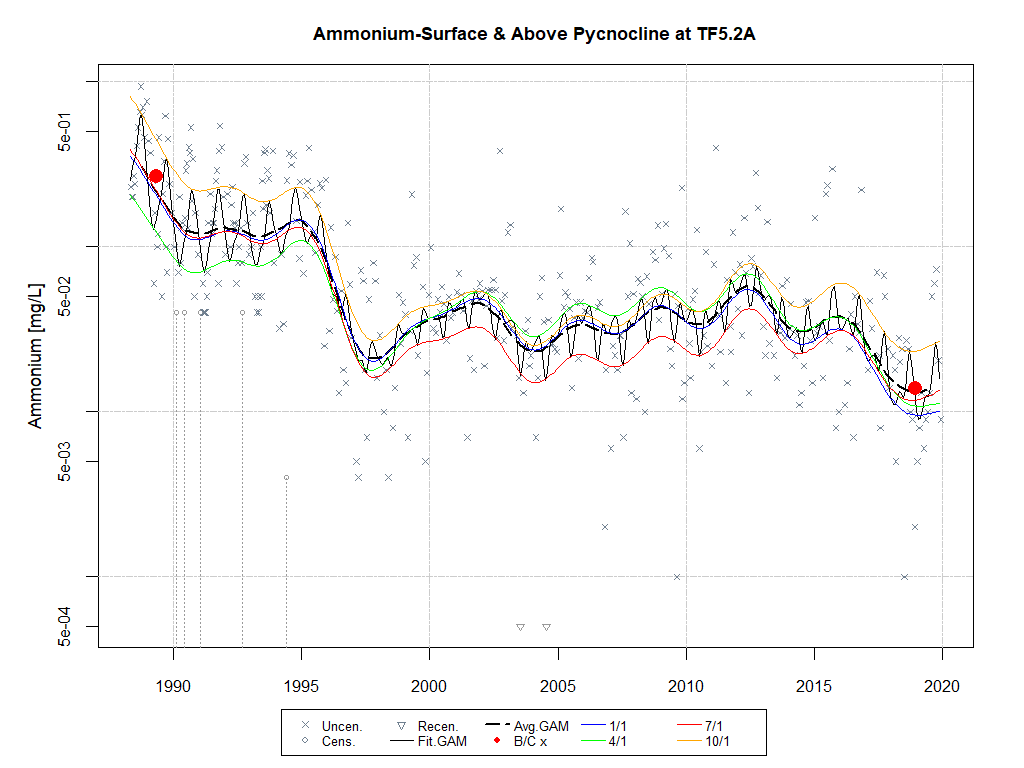 Ammonium-Surface & Above Pycnocline at TF5.2A
Ammonium [mg/L]
5e-01
5e-02
5e-03
5e-04
1990 1995 2000 2005 2010 2015 2020
Uncen. Recen. Avg.GAM 1/1 7/1
Cens. Fit.GAM B/C x 4/1 10/1